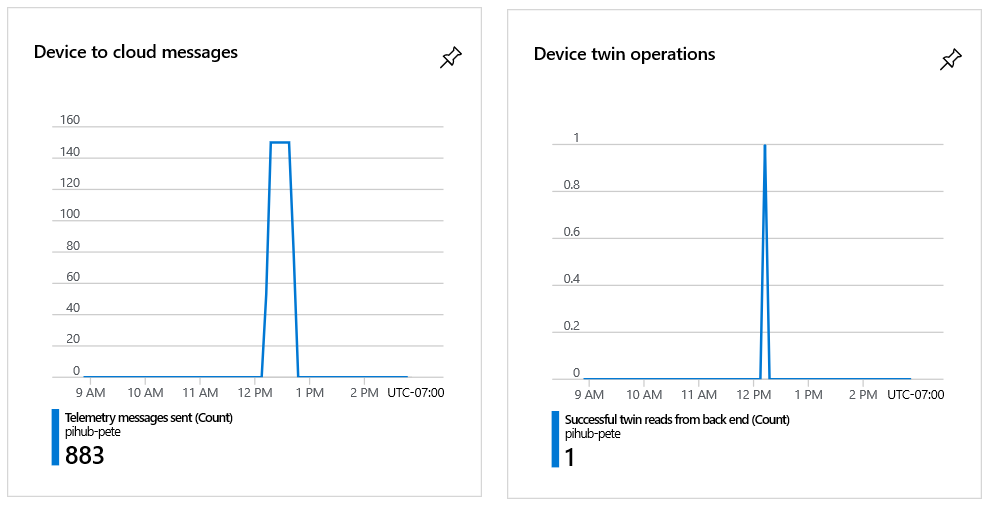 Device to cloud messages
160
140
120
100
80
60
40
20
0
9 AM 10 AM 11 AM 12 PM 1 PM 2 PM UTC-07:00
Telemetry messages sent (Count)
pihub-pete
883
Device twin operations
1
0.8
0.6
0.4
0.2
0
9 AM 10 AM 11 AM 12 PM 1 PM 2 PM UTC-07:00
Successful twin reads from back end (Count)
pihub-pete
1